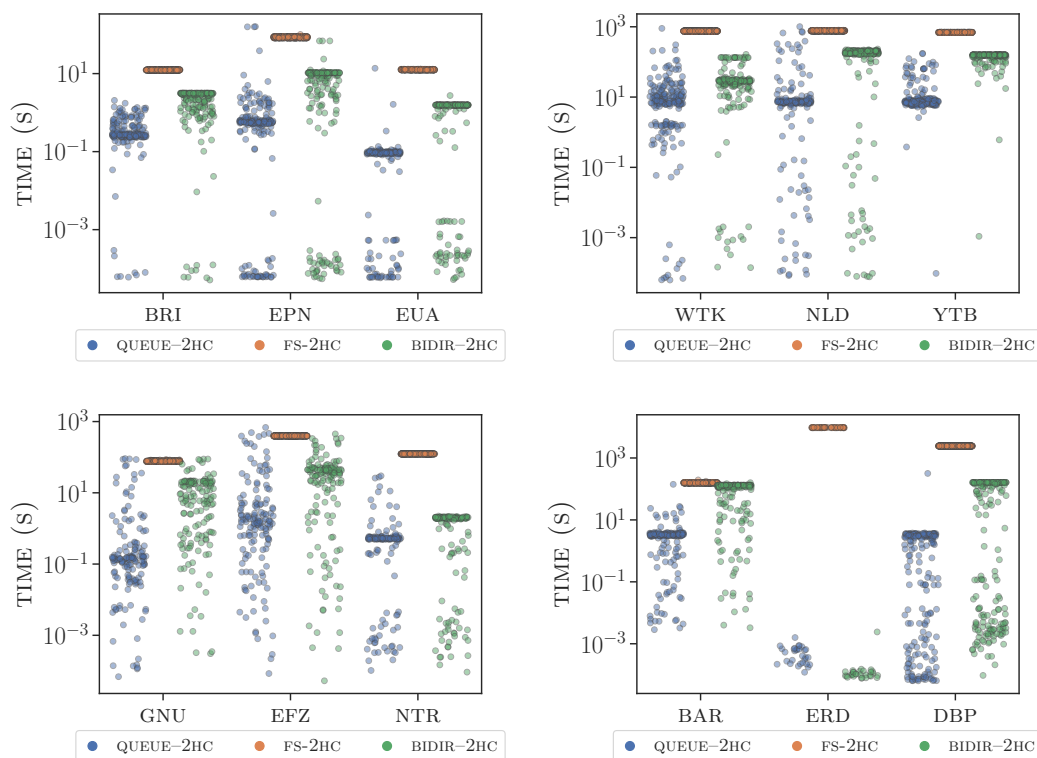 TIME (S)
10^1
10^−1
10^−3
BRI EPN EUA
QUEUE–2HC FS-2HC BIDIR–2HC
TIME (S)
10^3
10^1
10^−1
10^−3
WTK NLD YTB
QUEUE–2HC FS-2HC BIDIR–2HC
TIME (S)
10^3
10^1
10^−1
10^−3
GNU EFZ NTR
QUEUE–2HC FS-2HC BIDIR–2HC
TIME (S)
10^3
10^1
10^−1
10^−3
BAR ERD DBP
QUEUE–2HC FS-2HC BIDIR–2HC